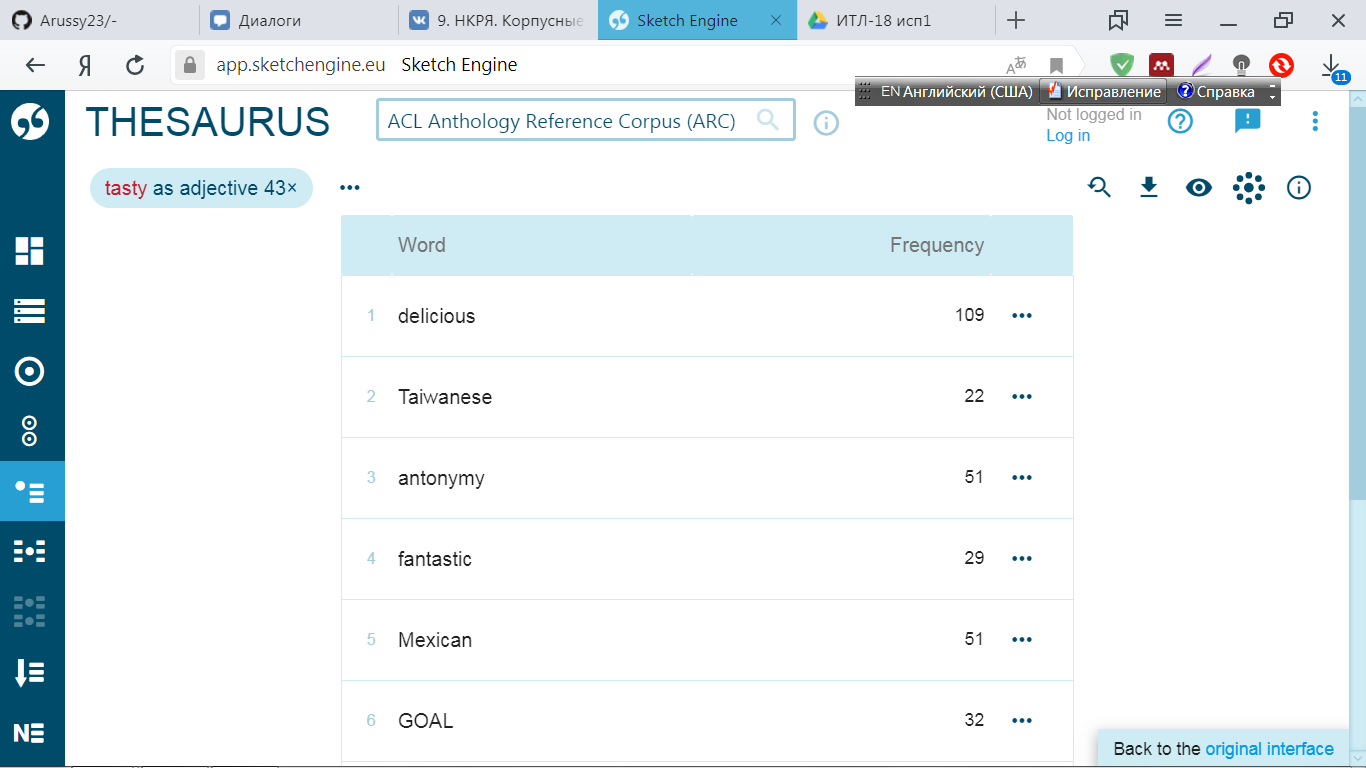 Arussy23/-
Диалоги
9. НКРЯ. Корпусные
Sketch Engine
ИТЛ-18 исп1
Я
app.sketchengine.eu Sketch Engine
11
EN Английский (США) Исправление Справка
THESAURUS
ACL Anthology Reference Corpus (ARC)
Not logged in
Log in
tasty as adjective 43×
Word Frequency
1 delicious 109
2 Taiwanese 22
3 antonymy 51
4 fantastic 29
5 Mexican 51
6 GOAL 32
Back to the original interface